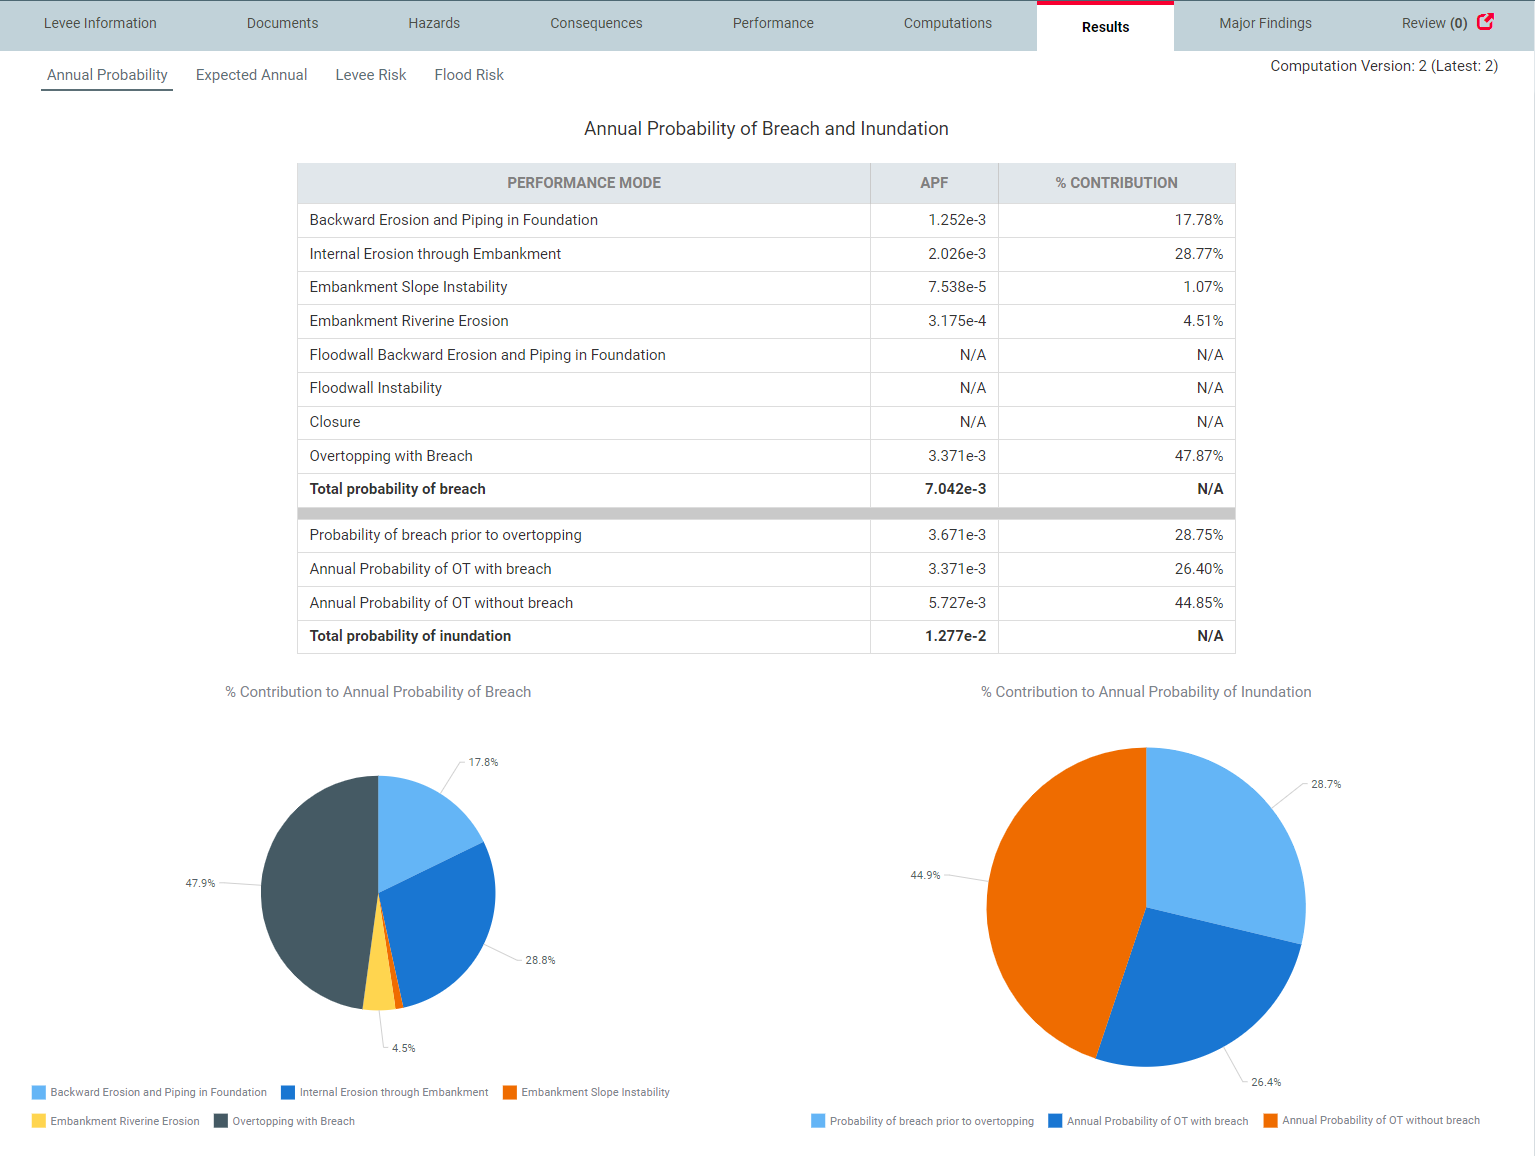 Levee Information Documents Hazards Consequences Performance Computations Results Major Findings Review (0)
Annual Probability Expected Annual Levee Risk Flood Risk Computation Version: 2 (Latest: 2)
Annual Probability of Breach and Inundation
PERFORMANCE MODE APF % CONTRIBUTION
Backward Erosion and Piping in Foundation 1.252e-3 17.78%
Internal Erosion through Embankment 2.026e-3 28.77%
Embankment Slope Instability 7.538e-5 1.07%
Embankment Riverine Erosion 3.175e-4 4.51%
Floodwall Backward Erosion and Piping in Foundation N/A N/A
Floodwall Instability N/A N/A
Closure N/A N/A
Overtopping with Breach 3.371e-3 47.87%
Total probability of breach 7.042e-3 N/A
Probability of breach prior to overtopping 3.671e-3 28.75%
Annual Probability of OT with breach 3.371e-3 26.40%
Annual Probability of OT without breach 5.727e-3 44.85%
Total probability of inundation 1.277e-2 N/A
% Contribution to Annual Probability of Breach
17.8%
47.9%
28.8%
4.5%
Backward Erosion and Piping in Foundation Internal Erosion through Embankment Embankment Slope Instability
Embankment Riverine Erosion Overtopping with Breach
% Contribution to Annual Probability of Inundation
28.7%
44.9%
26.4%
Probability of breach prior to overtopping Annual Probability of OT with breach Annual Probability of OT without breach